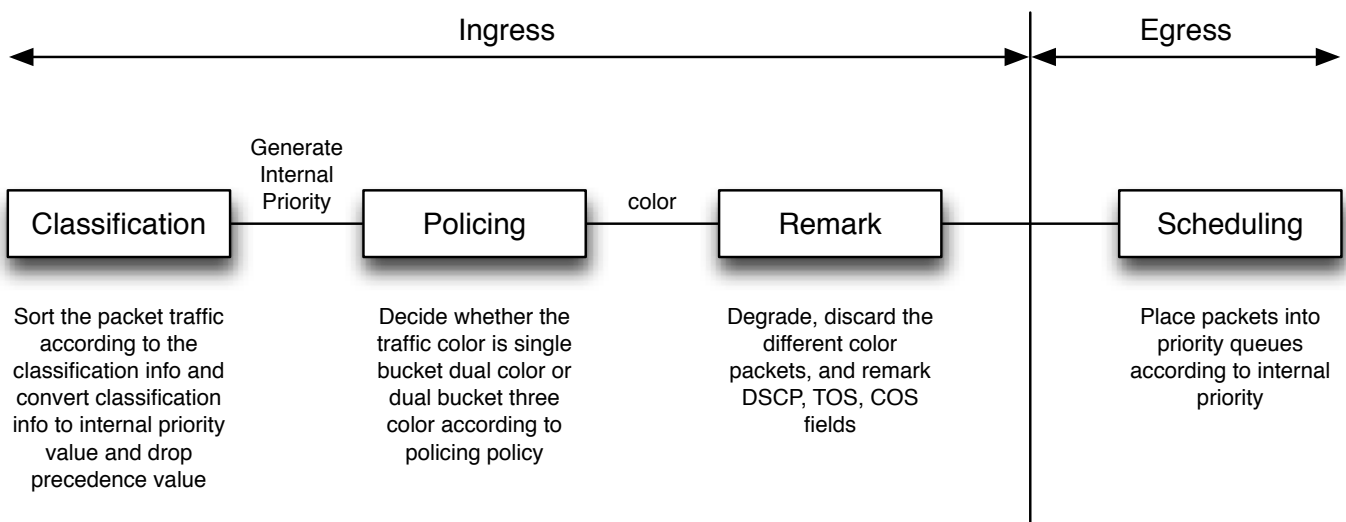 Ingress
Egress
Generate
Internal
Priority
color
Classification
Policing
Remark
Scheduling
Sort the packet traffic
according to the
classification info and
convert classification
info to internal priority
value and drop
precedence value
Decide whether the
traffic color is single
bucket dual color or
dual bucket three
color according to
policing policy
Degrade, discard the
different color
packets, and remark
DSCP, TOS, COS
fields
Place packets into
priority queues
according to internal
priority